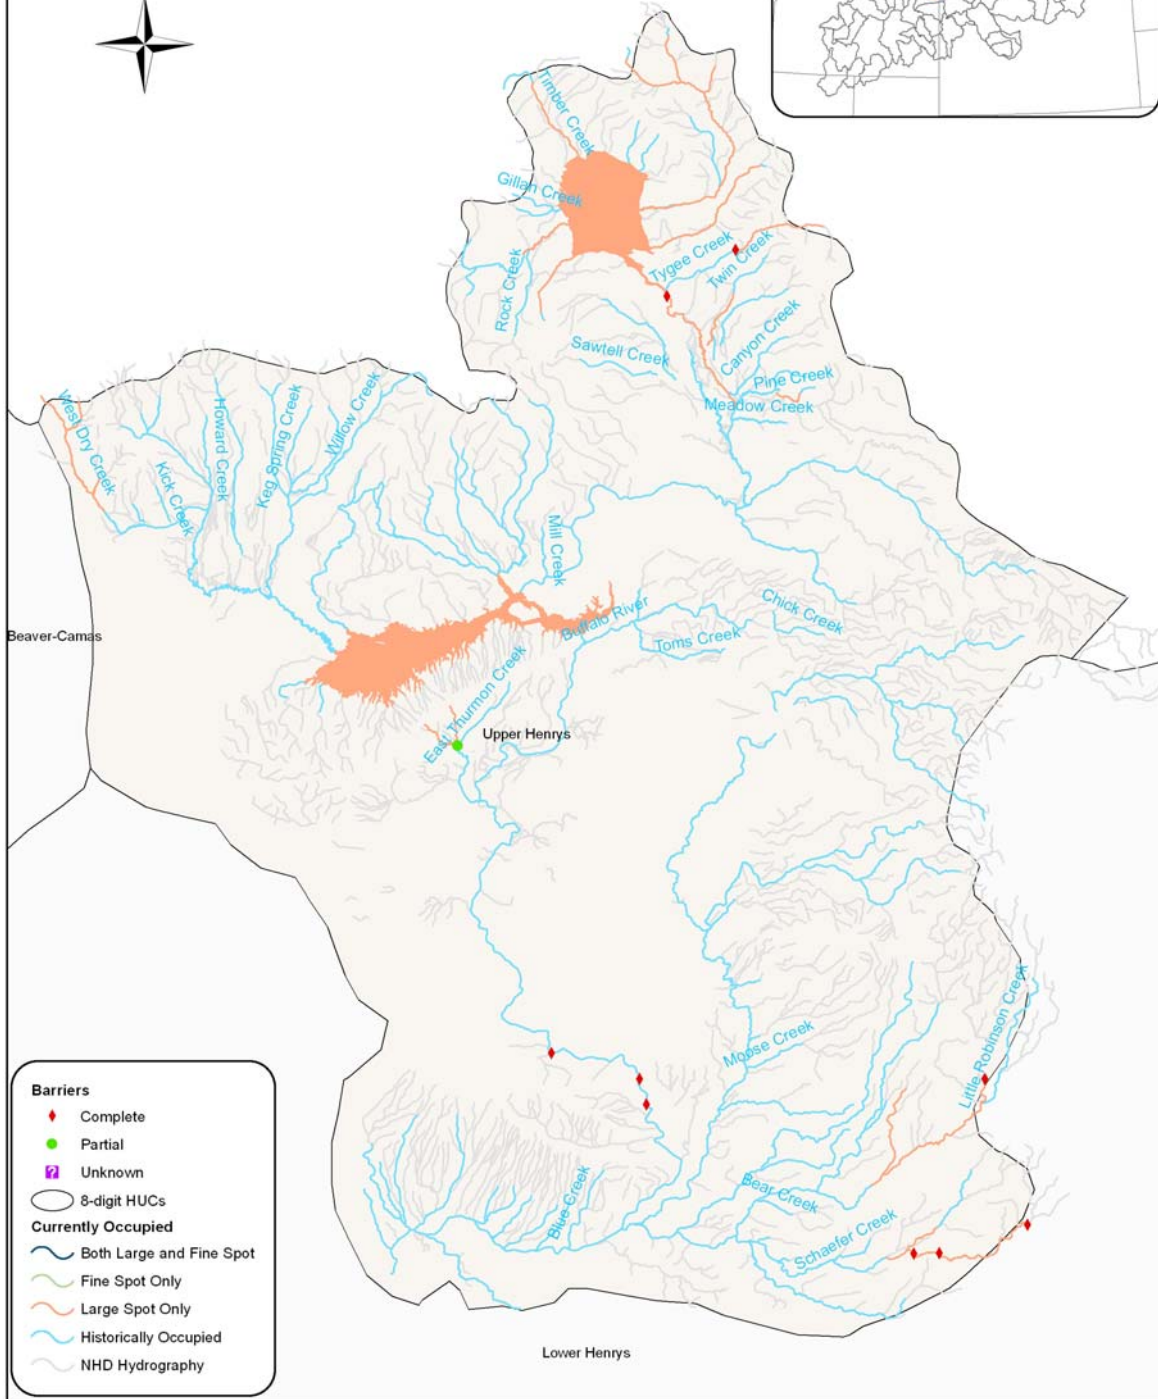 Timber Creek
Gillan Creek
Rock Creek
Tygee Creek
Twin Creek
Sawtell Creek
Canyon Creek
Pine Creek
Meadow Creek
West Dry Creek
Kick Creek
Howard Creek
Keg Spring Creek
Willow Creek
Mill Creek
Buffalo River
Chick Creek
Toms Creek
Beaver-Camas
East Thurmon Creek
Upper Henrys
Little Robinson Creek
Moose Creek
Bear Creek
Blue Creek
Schaefer Creek
Lower Henrys
Barriers
Complete
Partial
?
Unknown
8-digit HUCs
Currently Occupied
Both Large and Fine Spot
Fine Spot Only
Large Spot Only
Historically Occupied
NHD Hydrography